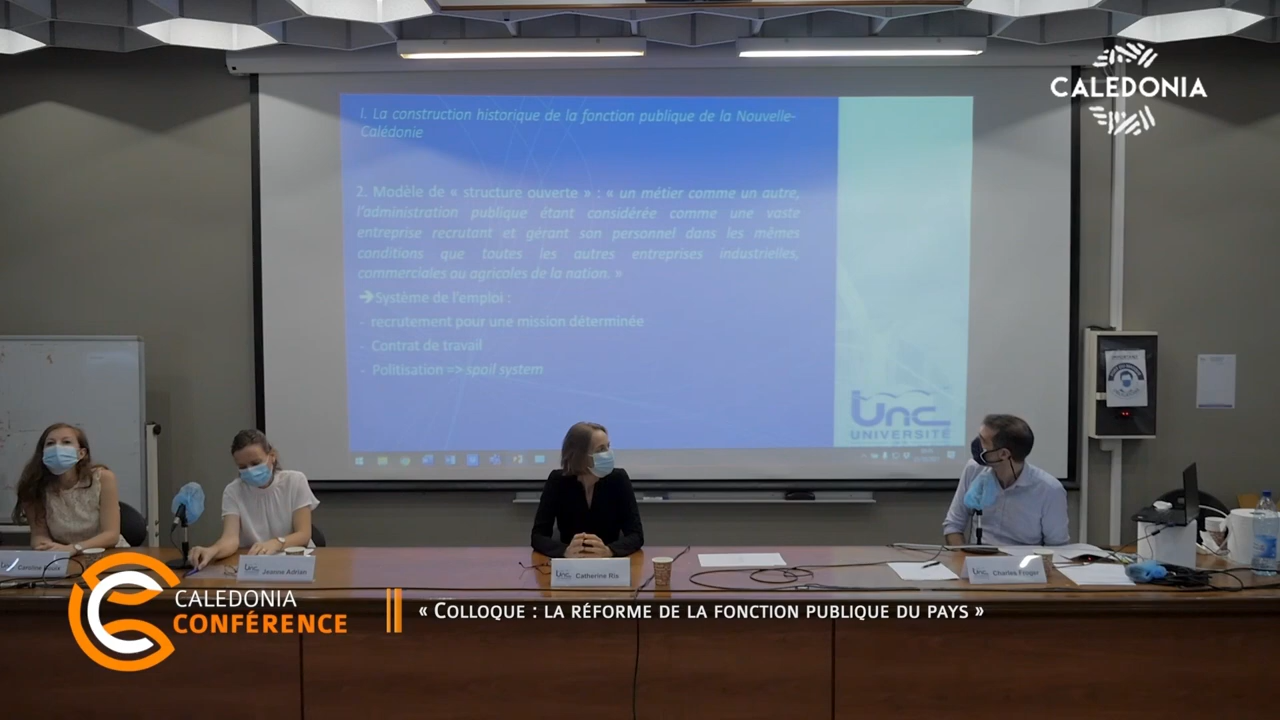 CALEDONIA
I. La construction historique de la fonction publique de la Nouvelle-
Calédonie
2. Modèle de « structure ouverte » : « un métier comme un autre,
l'administration publique étant considérée comme une vaste
entreprise recrutant et gérant son personnel dans les mêmes
conditions que toutes les autres entreprises industrielles,
commerciales ou agricoles de la nation. »
➔Système de l'emploi :
- recrutement pour une mission déterminée
- Contrat de travail
- Politisation => spoil system
Unc
UNIVERSITÉ
Caroline
Unc Jeanne Adrian
Unc Catherine Ris
Unc Charles Froger
CALEDONIA
CONFÉRENCE
« COLLOQUE : LA RÉFORME DE LA FONCTION PUBLIQUE DU PAYS »